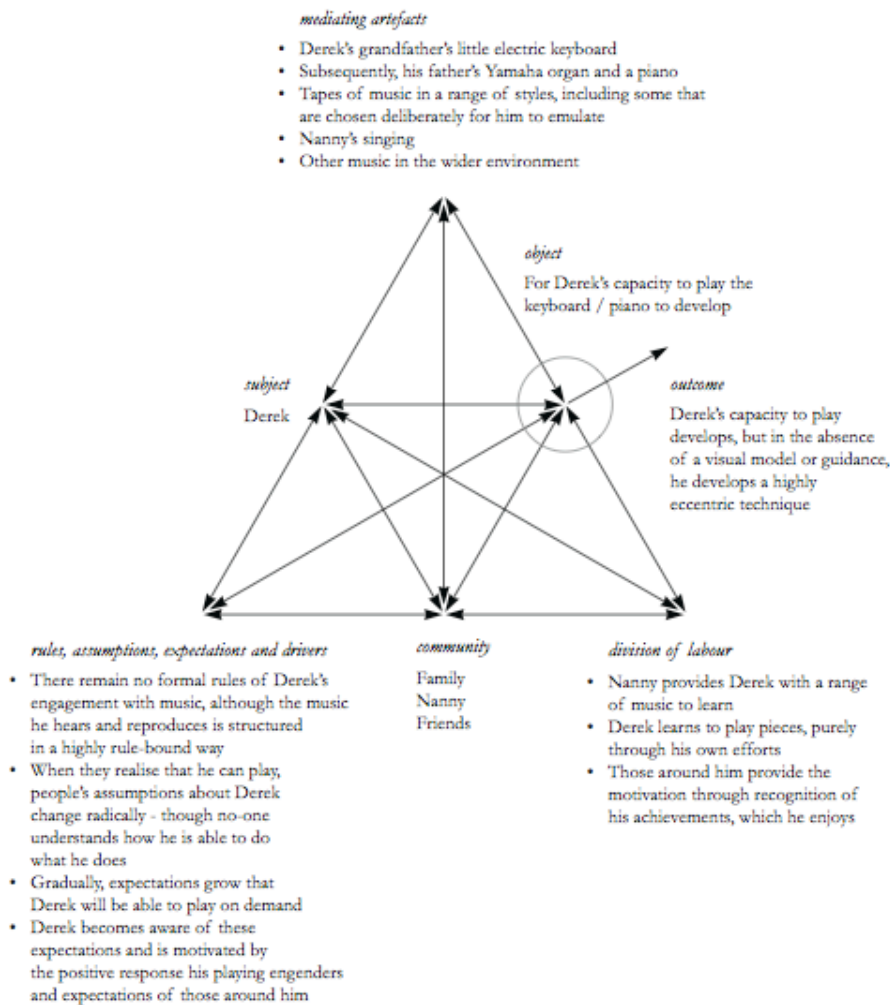 mediating artefacts
• Derek's grandfather's little electric keyboard
• Subsequently, his father's Yamaha organ and a piano
• Tapes of music in a range of styles, including some that
are chosen deliberately for him to emulate
• Nanny's singing
• Other music in the wider environment
object
For Derek's capacity to play the
keyboard / piano to develop
subject
Derek
outcome
Derek's capacity to play
develops, but in the absence
of a visual model or guidance,
he develops a highly
eccentric technique
rules, assumptions, expectations and drivers
• There remain no formal rules of Derek's
engagement with music, although the music
he hears and reproduces is structured
in a highly rule-bound way
• When they realise that he can play,
people's assumptions about Derek
change radically - though no-one
understands how he is able to do
what he does
• Gradually, expectations grow that
Derek will be able to play on demand
• Derek becomes aware of these
expectations and is motivated by
the positive response his playing engenders
and expectations of those around him
community
Family
Nanny
Friends
division of labour
• Nanny provides Derek with a range
of music to learn
• Derek learns to play pieces, purely
through his own efforts
• Those around him provide the
motivation through recognition of
his achievements, which he enjoys